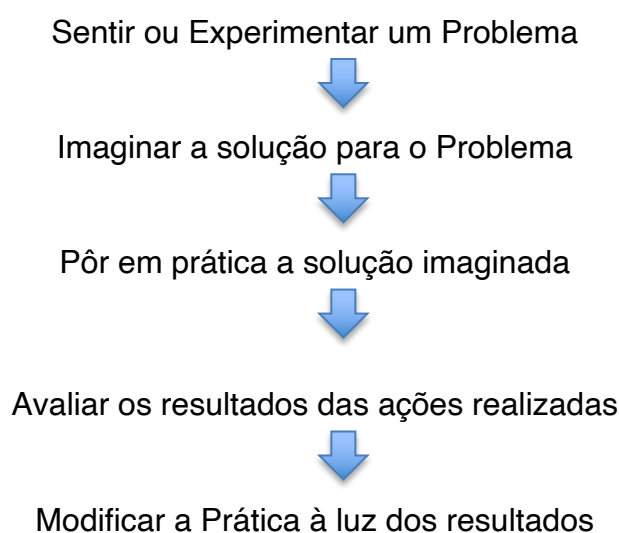 Sentir ou Experimentar um Problema
Imaginar a solução para o Problema
Pôr em prática a solução imaginada
Avaliar os resultados das ações realizadas
Modificar a Prática à luz dos resultados